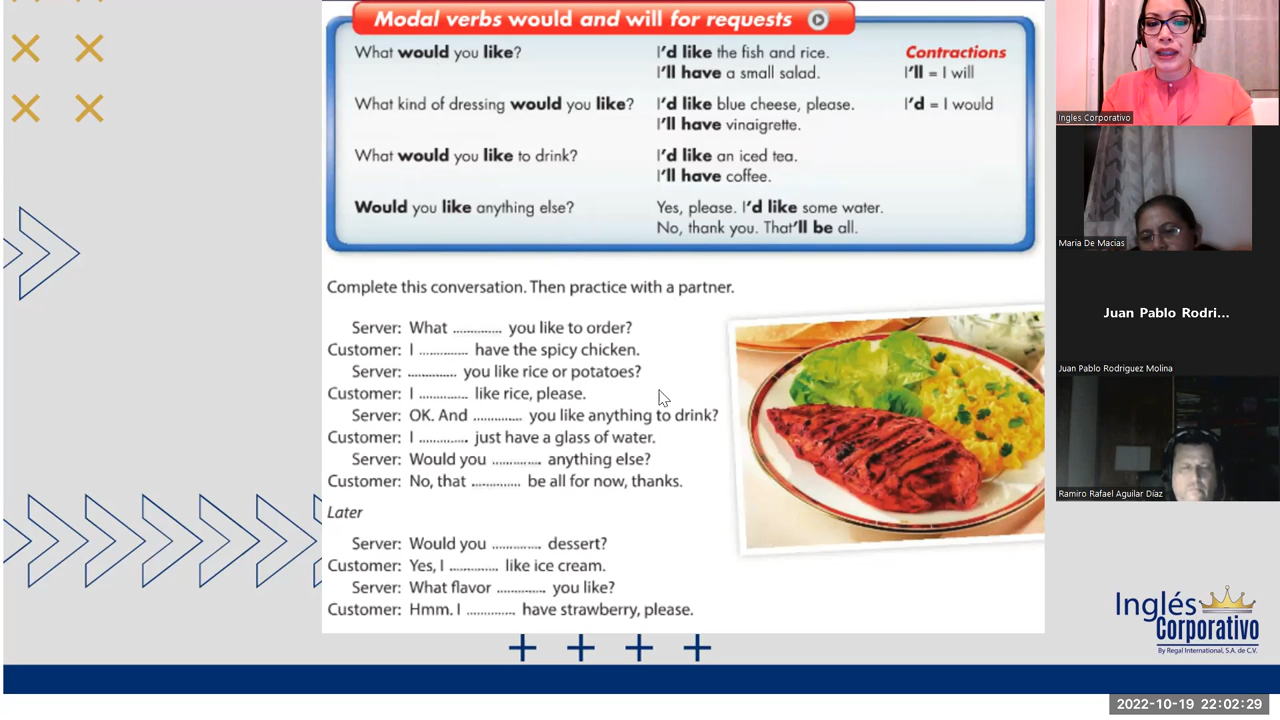 Modal verbs would and will for requests
What would you like? I'd like the fish and rice. Contractions
I'll have a small salad. I'll = I will
What kind of dressing would you like? I'd like blue cheese, please. I'd = I would
I'll have vinaigrette.
What would you like to drink? I'd like an iced tea.
I'll have coffee.
Would you like anything else? Yes, please. I'd like some water.
No, thank you. That'll be all.
Complete this conversation. Then practice with a partner.
Server: What ............. you like to order?
Customer: I ............. have the spicy chicken.
Server: ............. you like rice or potatoes?
Customer: I ............. like rice, please.
Server: OK. And ............. you like anything to drink?
Customer: I ............. just have a glass of water.
Server: Would you ............. anything else?
Customer: No, that ............. be all for now, thanks.
Later
Server: Would you ............. dessert?
Customer: Yes, I ............. like ice cream.
Server: What flavor ............. you like?
Customer: Hmm. I ............. have strawberry, please.
Ingles Corporativo
Maria De Macias
Juan Pablo Rodri...
Juan Pablo Rodriguez Molina
Ramiro Rafael Aguilar Díaz
Inglés
Corporativo
By Regal International, S.A. de C.V.
2022-10-19 22:02:29